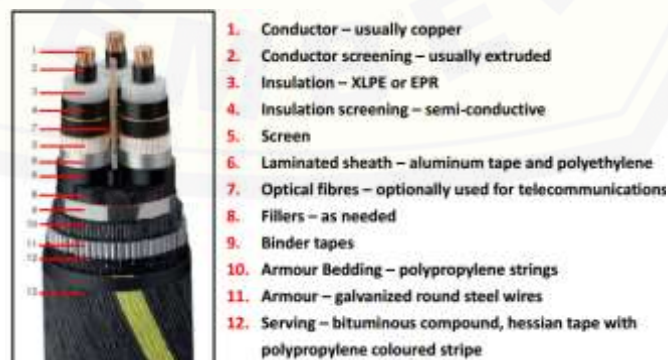 1. Conductor – usually copper
2. Conductor screening – usually extruded
3. Insulation – XLPE or EPR
4. Insulation screening – semi-conductive
5. Screen
6. Laminated sheath – aluminum tape and polyethylene
7. Optical fibres – optionally used for telecommunications
8. Fillers – as needed
9. Binder tapes
10. Armour Bedding – polypropylene strings
11. Armour – galvanized round steel wires
12. Serving – bituminous compound, hessian tape with
polypropylene coloured stripe